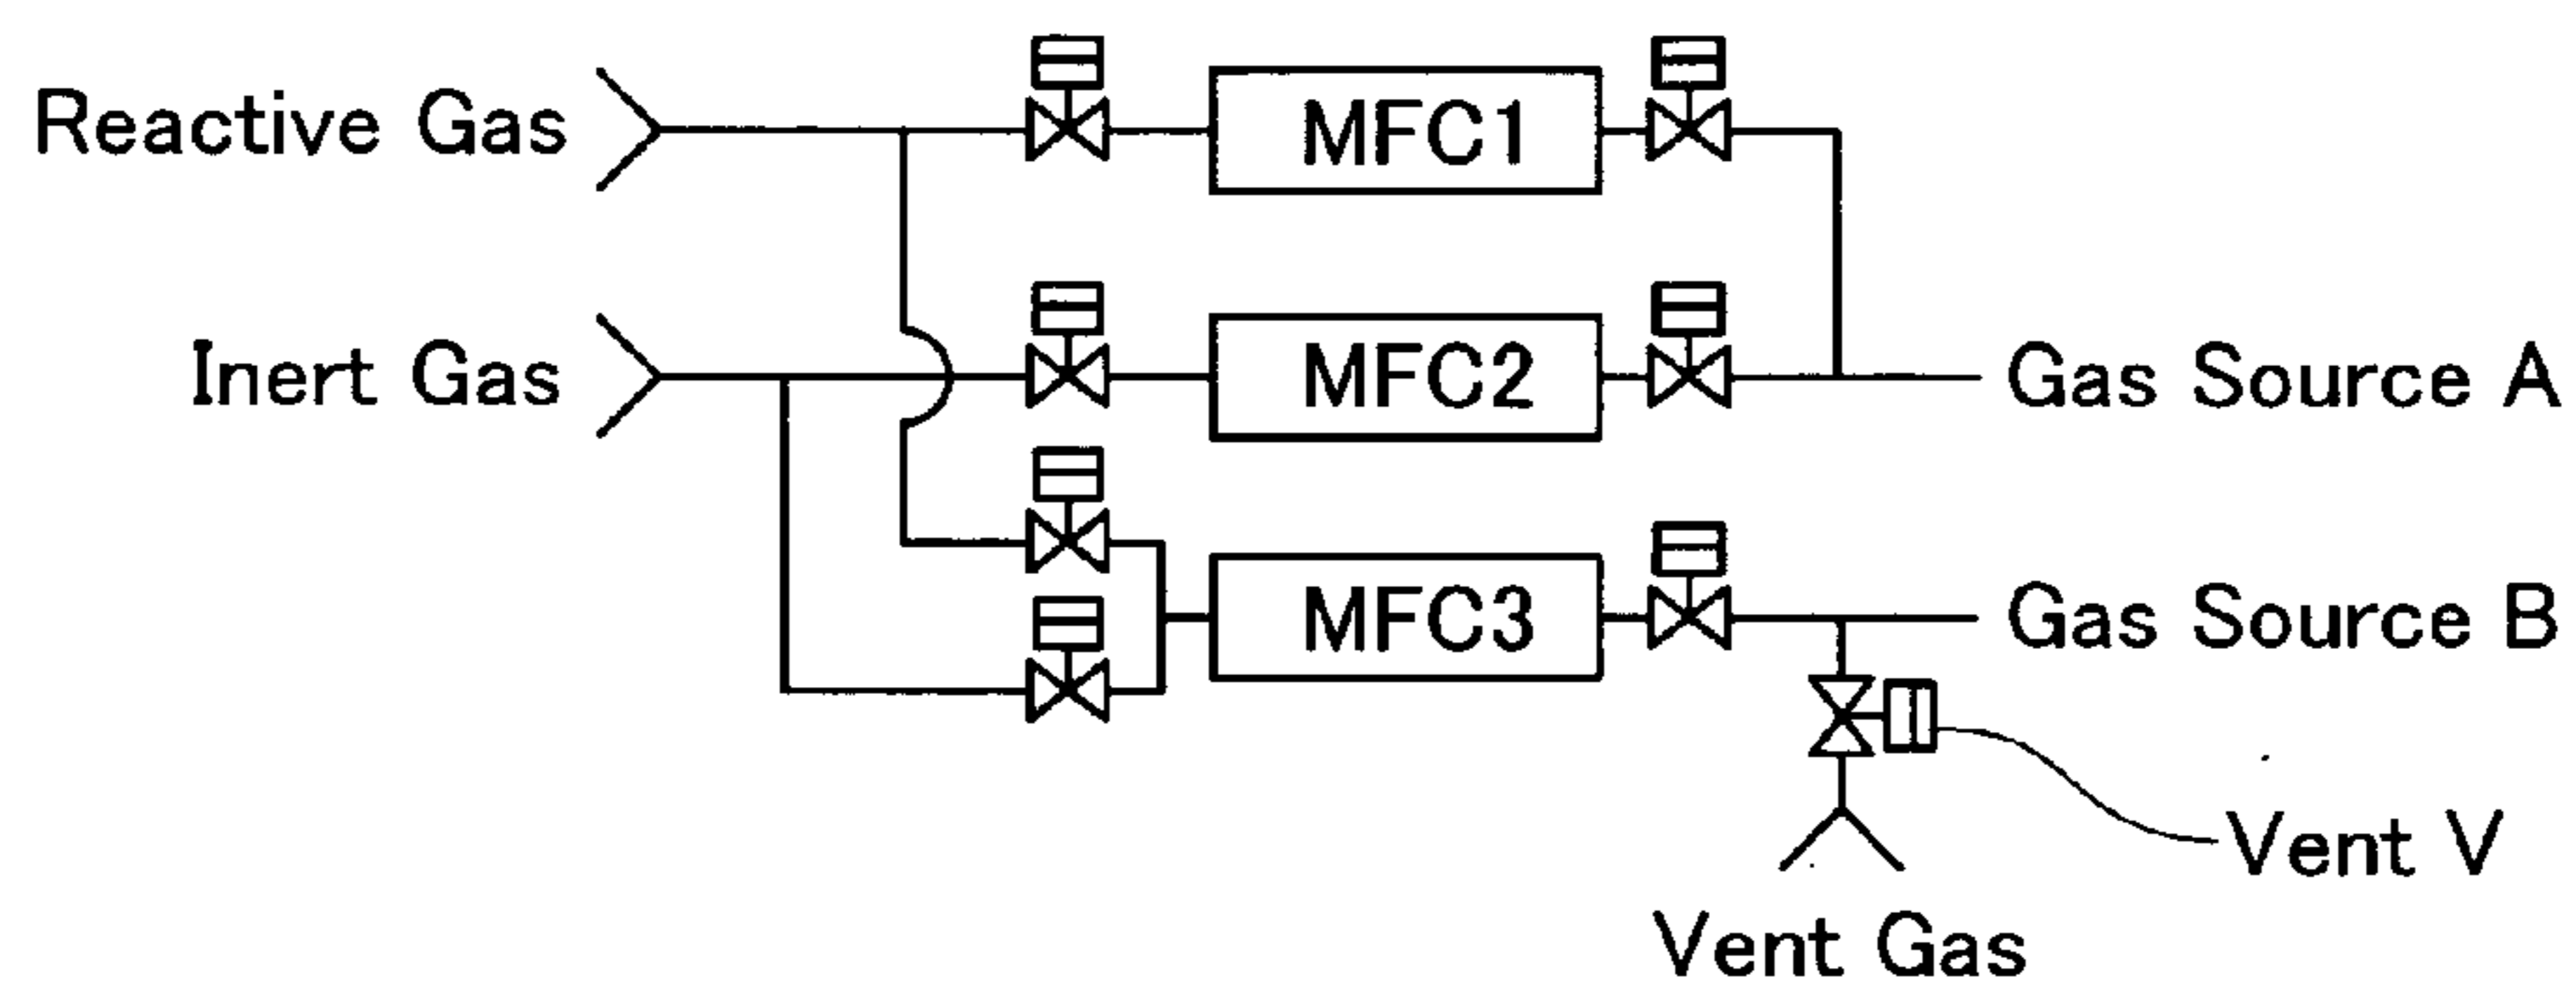 Reactive Gas
MFC1
Inert Gas
MFC2
Gas Source A
MFC3
Gas Source B
Vent V
Vent Gas